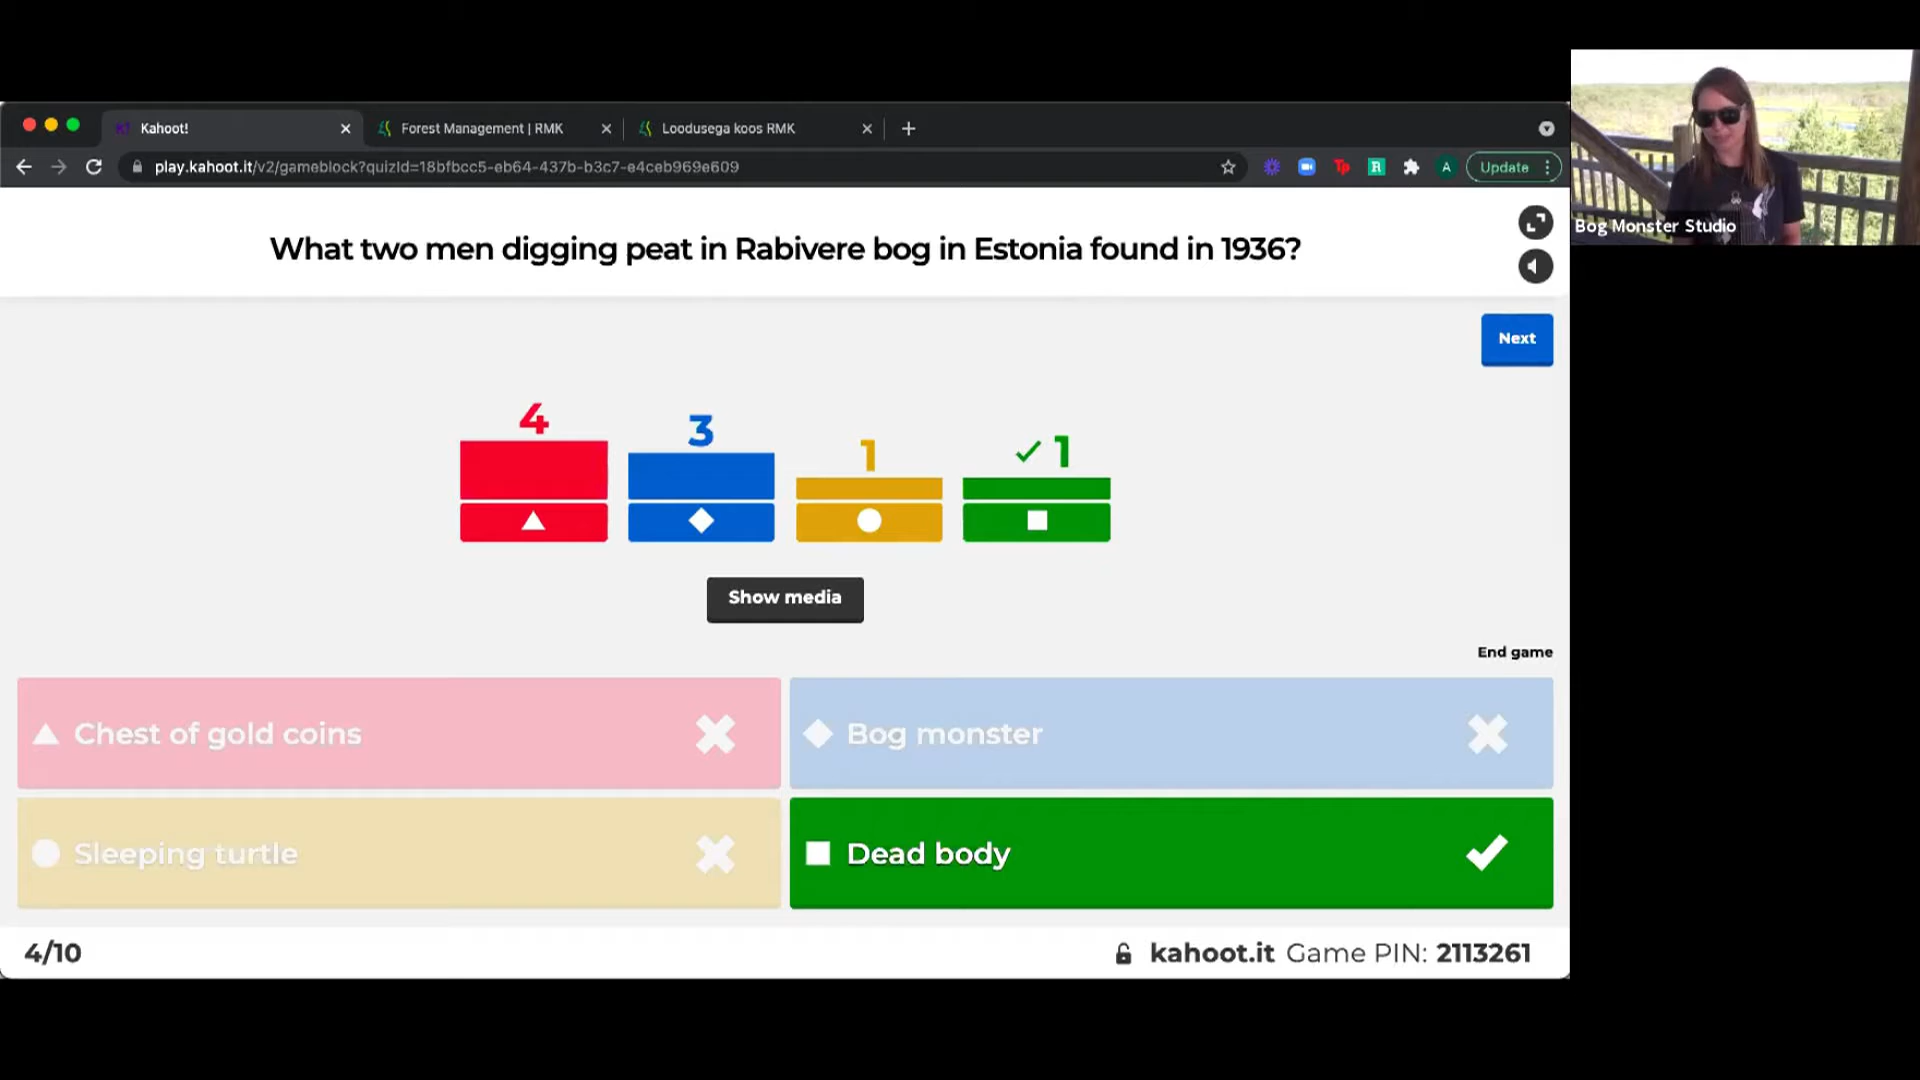 Kahoot!
Forest Management | RMK
Loodusega koos RMK
play.kahoot.it/v2/gameblock?quizId=18bfbcc5-eb64-437b-b3c7-e4ceb969e609
Tp
R
A
Update
Bog Monster Studio
What two men digging peat in Rabivere bog in Estonia found in 1936?
Next
4
3
1
1
Show media
End game
Chest of gold coins
Bog monster
Sleeping turtle
Dead body
4/10
kahoot.it Game PIN: 2113261